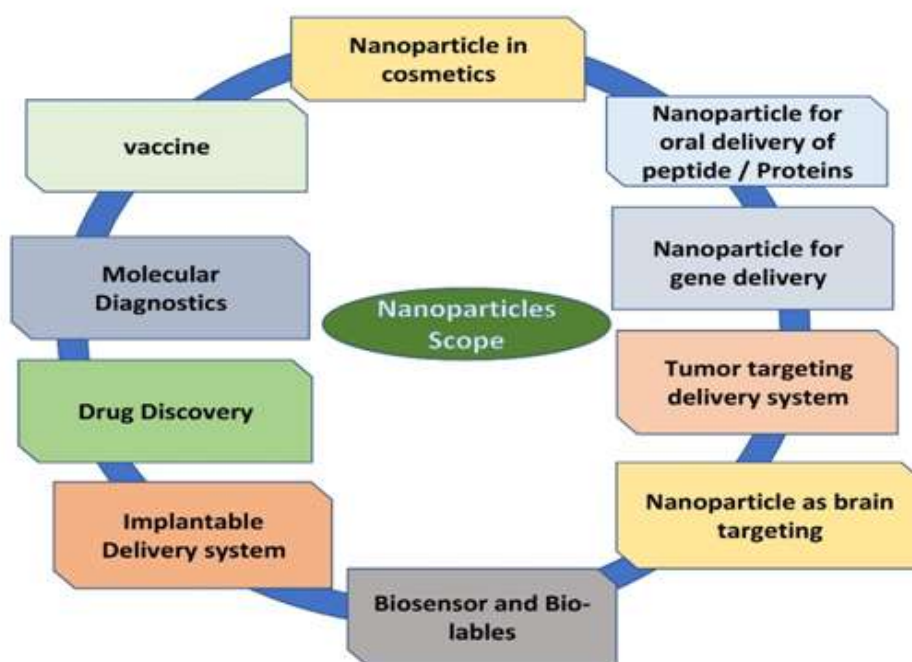 Nanoparticle in
cosmetics
Nanoparticle for
oral delivery of
peptide / Proteins
Nanoparticle for
gene delivery
Tumor targeting
delivery system
Nanoparticle as brain
targeting
Biosensor and Bio-
lables
Implantable
Delivery system
Drug Discovery
Molecular
Diagnostics
vaccine
Nanoparticles
Scope